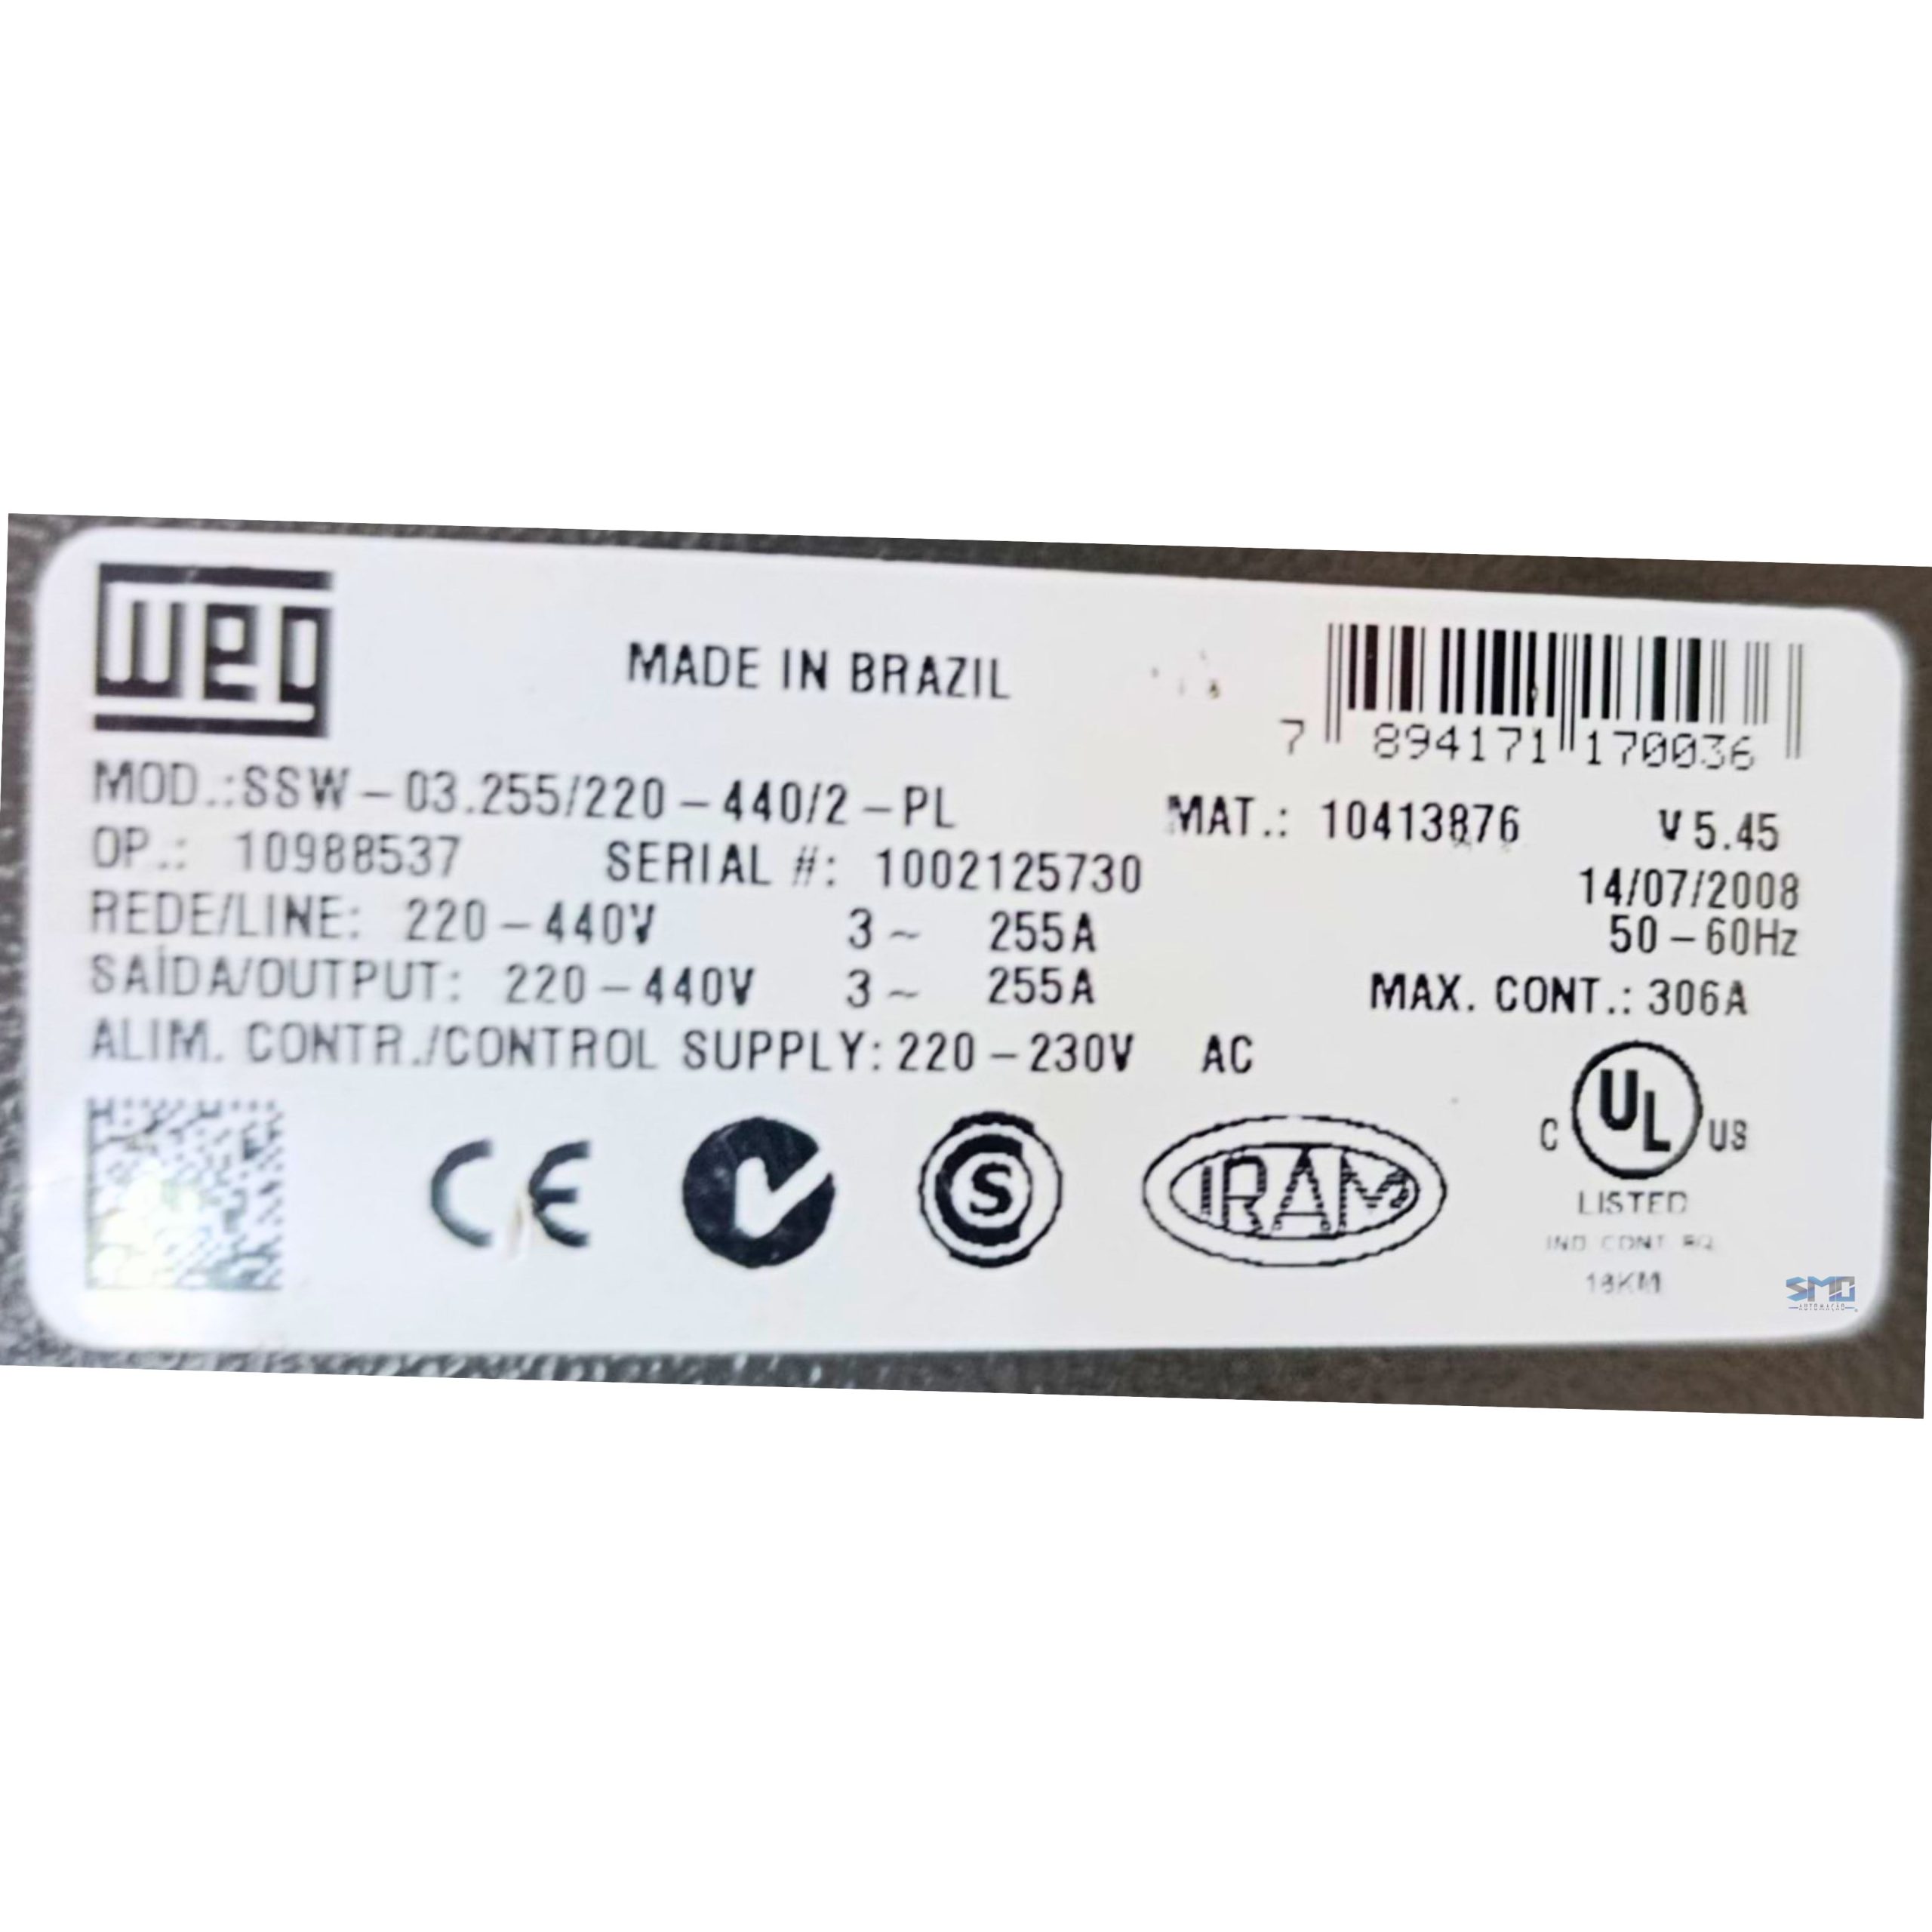 WEG
MADE IN BRAZIL
7 894171 170036
MOD.:SSW-03.255/220-440/2-PL MAT.: 10413876 V 5.45
OP.: 10988537 SERIAL #: 1002125730 14/07/2008
REDE/LINE: 220-440V 3~ 255A 50-60Hz
SAÍDA/OUTPUT: 220-440V 3~ 255A MAX. CONT.: 306A
ALIM. CONTR./CONTROL SUPPLY: 220-230V AC
CE S IRAM C UL US
LISTED
IND CONT EQ
18KM
SMO
AUTOMAÇÃO